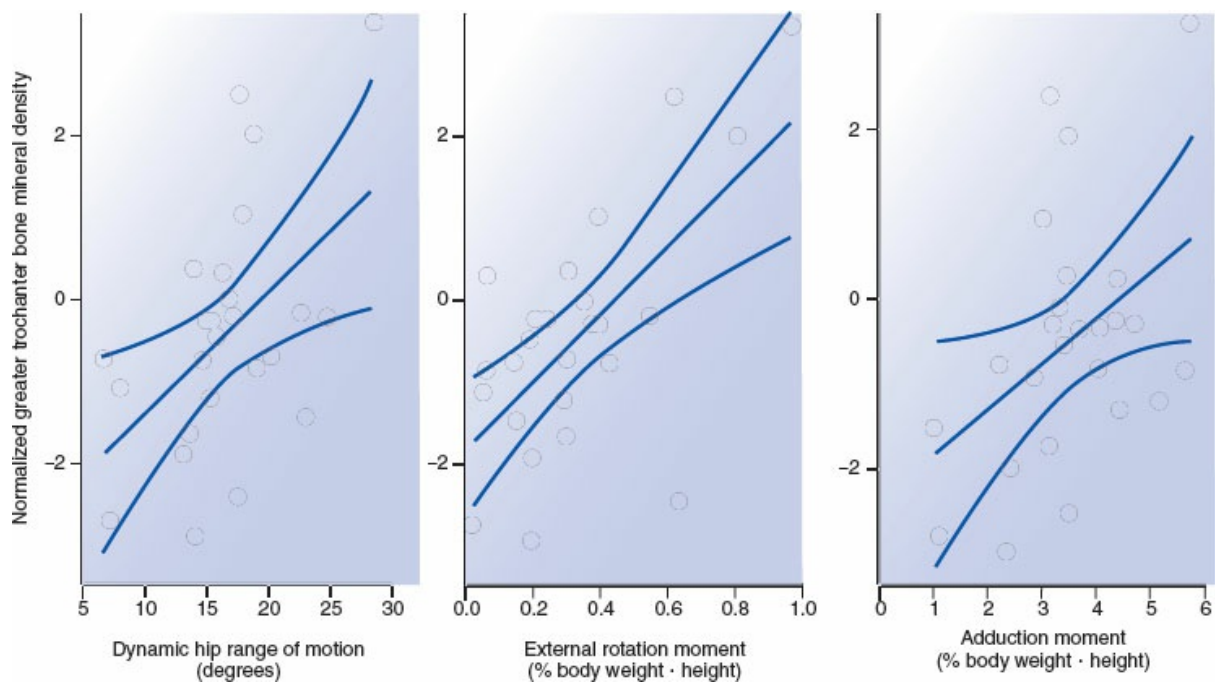 Normalized greater trochanter bone mineral density
2
0
–2
5 10 15 20 25 30
Dynamic hip range of motion
(degrees)
2
0
–2
0.0 0.2 0.4 0.6 0.8 1.0
External rotation moment
(% body weight · height)
2
0
–2
0 1 2 3 4 5 6
Adduction moment
(% body weight · height)